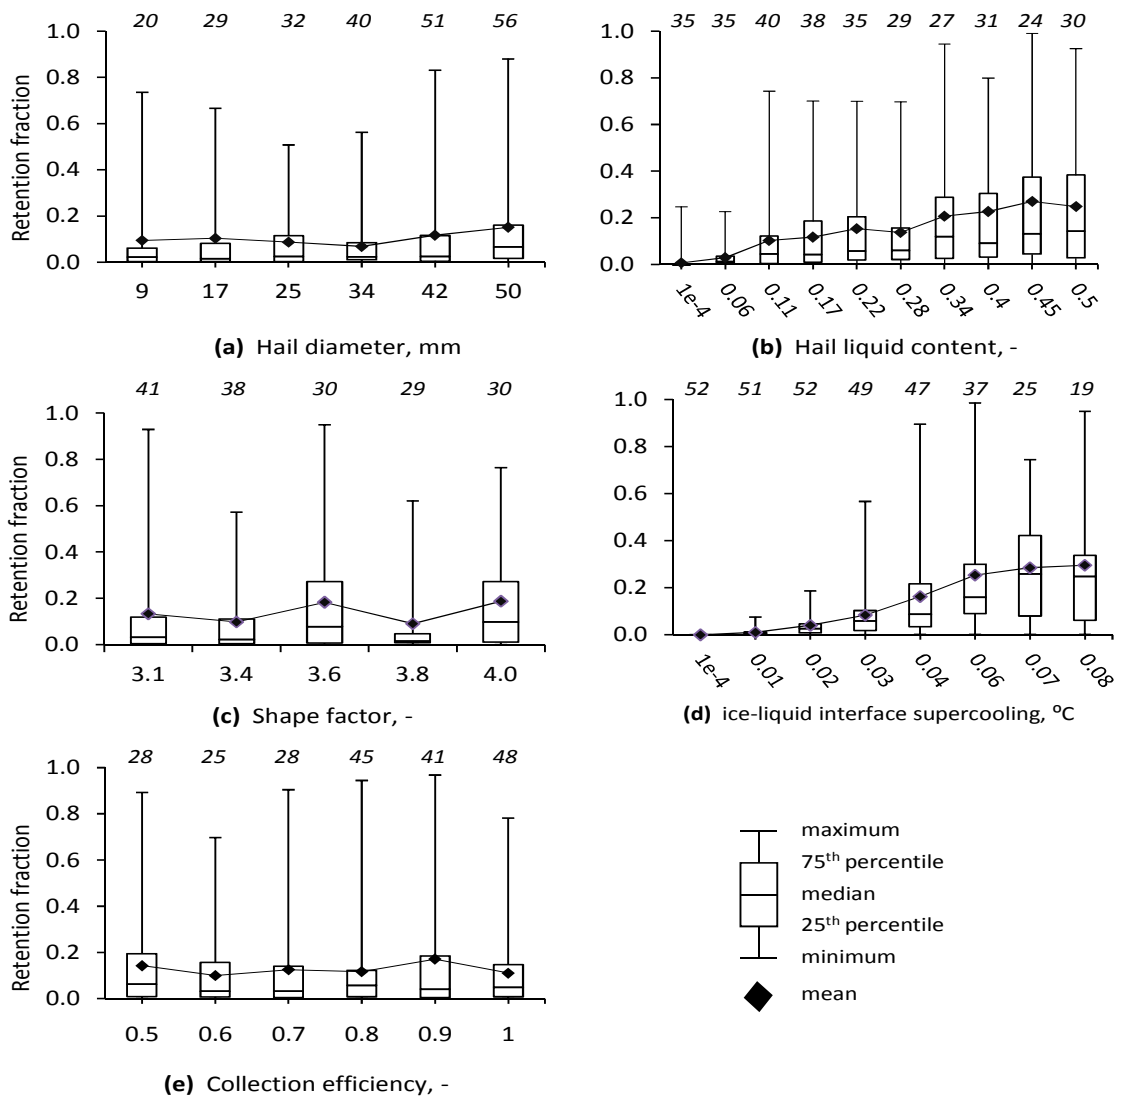 20 29 32 40 51 56
1.0
0.8
0.6
0.4
0.2
0.0
Retention fraction
9 17 25 34 42 50
(a) Hail diameter, mm
35 35 40 38 35 29 27 31 24 30
1.0
0.8
0.6
0.4
0.2
0.0
1e-4 0.06 0.11 0.17 0.22 0.28 0.34 0.4 0.45 0.5
(b) Hail liquid content, -
41 38 30 29 30
1.0
0.8
0.6
0.4
0.2
0.0
Retention fraction
3.1 3.4 3.6 3.8 4.0
(c) Shape factor, -
52 51 52 49 47 37 25 19
1.0
0.8
0.6
0.4
0.2
0.0
1e-4 0.01 0.02 0.03 0.04 0.06 0.07 0.08
(d) ice-liquid interface supercooling, ºC
28 25 28 45 41 48
1.0
0.8
0.6
0.4
0.2
0.0
Retention fraction
0.5 0.6 0.7 0.8 0.9 1
(e) Collection efficiency, -
maximum
75th percentile
median
25th percentile
minimum
mean